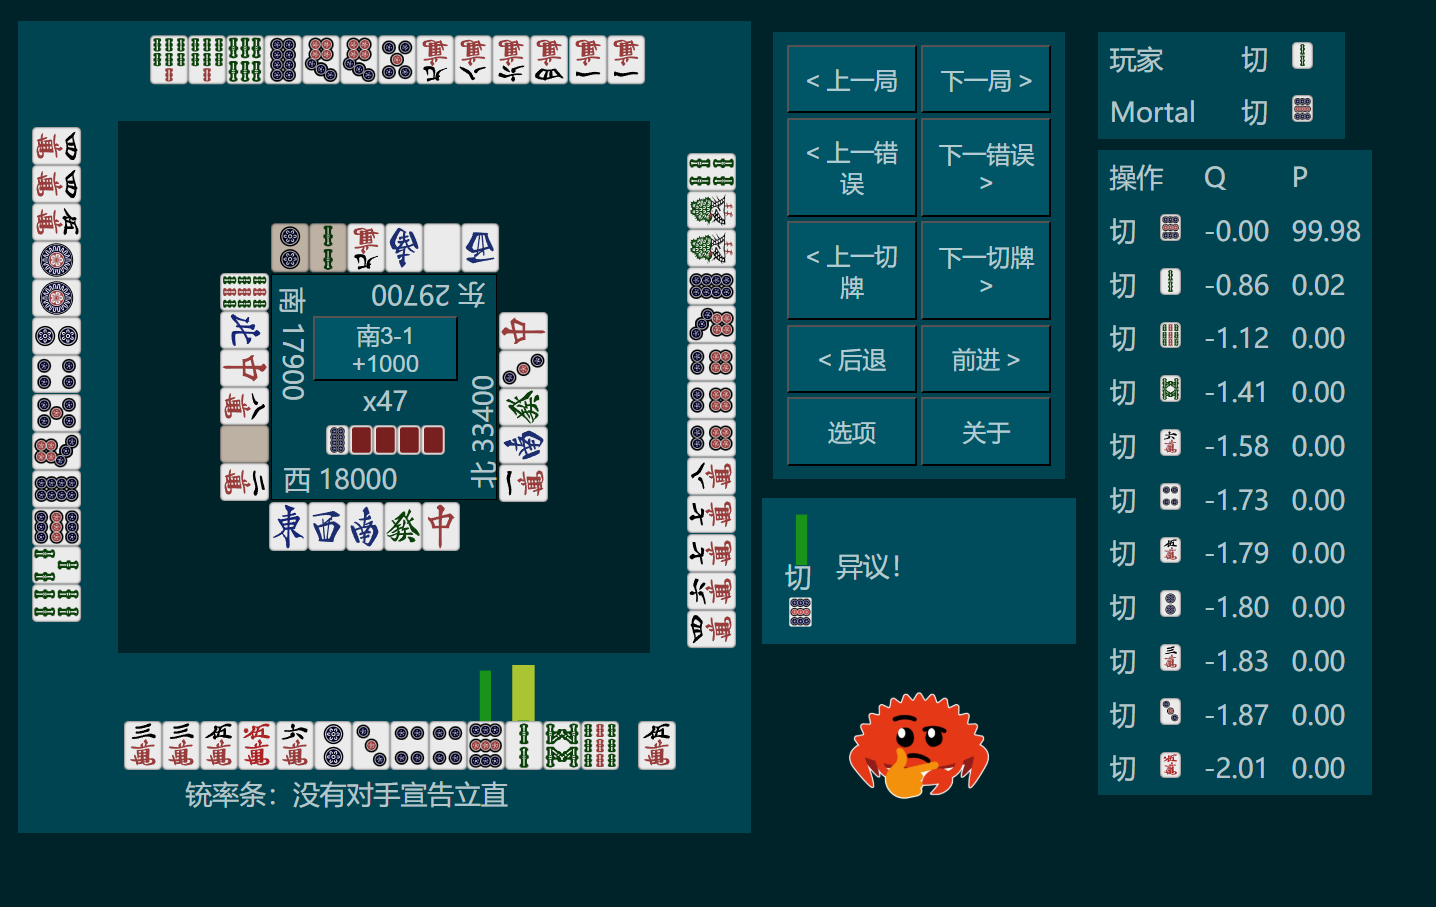 东 29700
南 17900
南3-1
+1000
x47
北 33400
西 18000
铳率条：没有对手宣告立直
< 上一局
下一局 >
< 上一错误
下一错误 >
< 上一切牌
下一切牌 >
< 后退
前进 >
选项
关于
切
异议！
玩家 切
Mortal 切
操作 Q P
切 -0.00 99.98
切 -0.86 0.02
切 -1.12 0.00
切 -1.41 0.00
切 -1.58 0.00
切 -1.73 0.00
切 -1.79 0.00
切 -1.80 0.00
切 -1.83 0.00
切 -1.87 0.00
切 -2.01 0.00